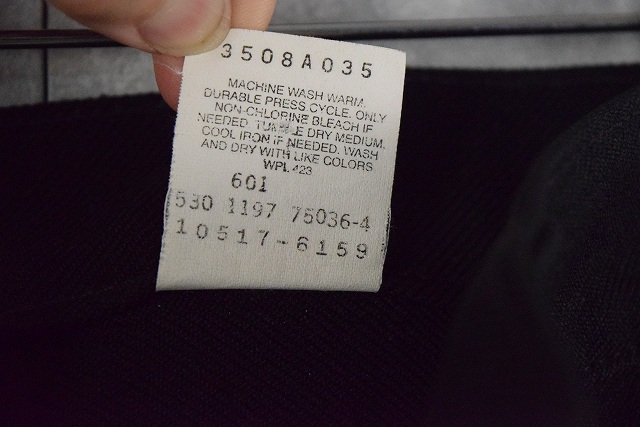 3508A035
MACHINE WASH WARM,
DURABLE PRESS CYCLE. ONLY
NON-CHLORINE BLEACH IF
NEEDED. TUMBLE DRY MEDIUM.
COOL IRON IF NEEDED. WASH
AND DRY WITH LIKE COLORS
WPL 423
601
530 1197 75036-4
10517-6159